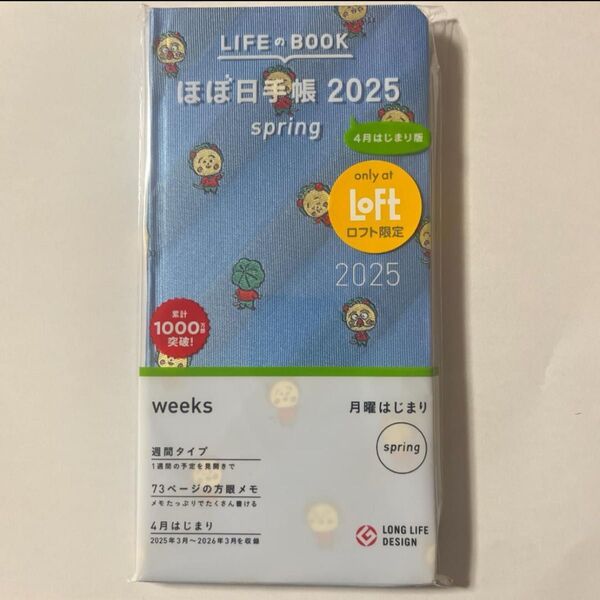 LIFEのBOOK
ほぼ日手帳 2025
spring
4月はじまり版
only at
LOFT
ロフト限定
2025
累計
1000万部
突破!
weeks
月曜はじまり
spring
週間タイプ
1週間の予定を見開きで
73ページの方眼メモ
メモたっぷりでたくさん書ける
4月はじまり
2025年3月〜2026年3月を収録
LONG LIFE
DESIGN